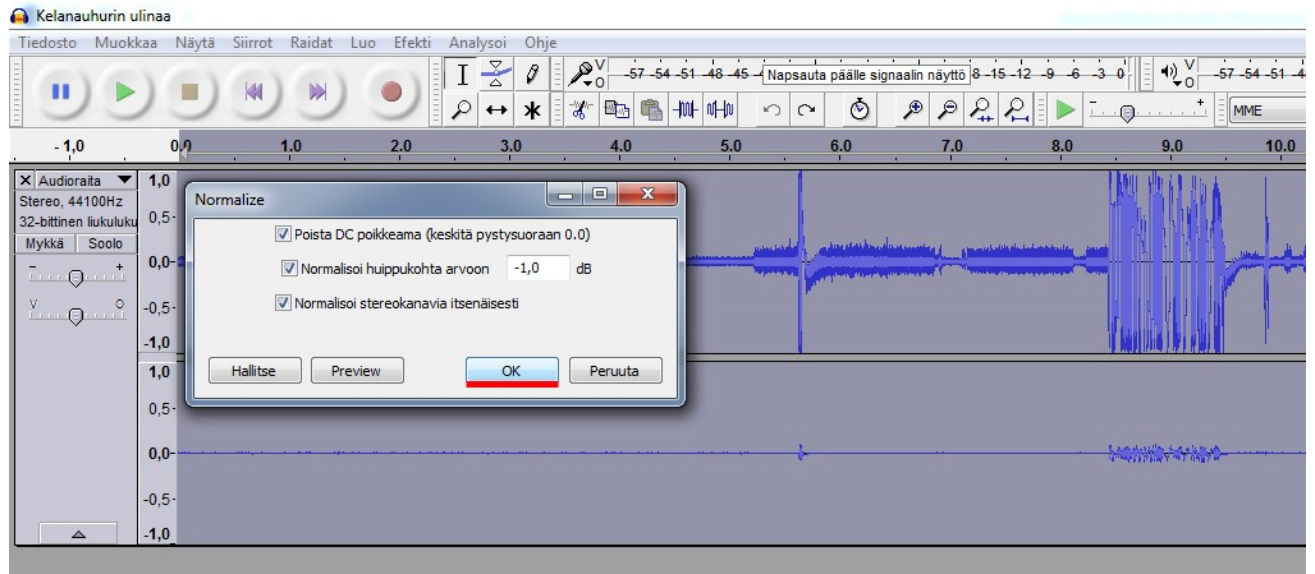 Kelanauhurin ulinaa
Tiedosto Muokkaa Näytä Siirrot Raidat Luo Efekti Analysoi Ohje
V O -57 -54 -51 -48 -45 -4 Napsauta päälle signaalin näyttö 8 -15 -12 -9 -6 -3 0 V O -57 -54 -51 -4
MME
- 1,0 0,0 1.0 2.0 3.0 4.0 5.0 6.0 7.0 8.0 9.0 10.0
X Audioraita
Stereo, 44100Hz
32-bittinen liukuluku
Mykkä Soolo
- +
V O
1,0
0,5-
0,0-
-0,5-
-1,0
1,0
0,5-
0,0-
-0,5-
-1,0
Normalize
Poista DC poikkeama (keskitä pystysuoraan 0.0)
Normalisoi huippukohta arvoon -1,0 dB
Normalisoi stereokanavia itsenäisesti
Hallitse Preview OK Peruuta